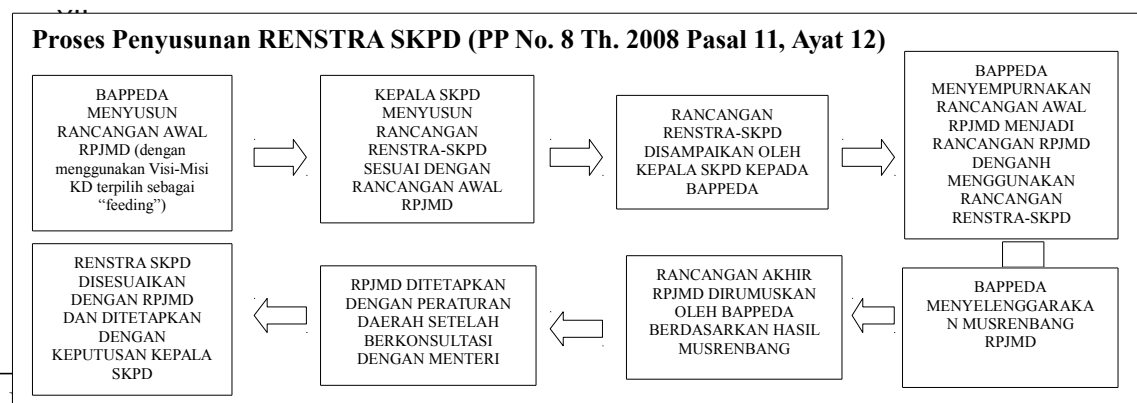 Proses Penyusunan RENSTRA SKPD (PP No. 8 Th. 2008 Pasal 11, Ayat 12)
BAPPEDA
MENYUSUN
RANCANGAN AWAL
RPJMD (dengan
menggunakan Visi-Misi
KD terpilih sebagai
“feeding”)
KEPALA SKPD
MENYUSUN
RANCANGAN
RENSTRA-SKPD
SESUAI DENGAN
RANCANGAN AWAL
RPJMD
RANCANGAN
RENSTRA-SKPD
DISAMPAIKAN OLEH
KEPALA SKPD KEPADA
BAPPEDA
BAPPEDA
MENYEMPURNAKAN
RANCANGAN AWAL
RPJMD MENJADI
RANCANGAN RPJMD
DENGANH
MENGGUNAKAN
RANCANGAN
RENSTRA-SKPD
BAPPEDA
MENYELENGGARAKA
N MUSRENBANG
RPJMD
RANCANGAN AKHIR
RPJMD DIRUMUSKAN
OLEH BAPPEDA
BERDASARKAN HASIL
MUSRENBANG
RPJMD DITETAPKAN
DENGAN PERATURAN
DAERAH SETELAH
BERKONSULTASI
DENGAN MENTERI
RENSTRA SKPD
DISESUAIKAN
DENGAN RPJMD
DAN DITETAPKAN
DENGAN
KEPUTUSAN KEPALA
SKPD